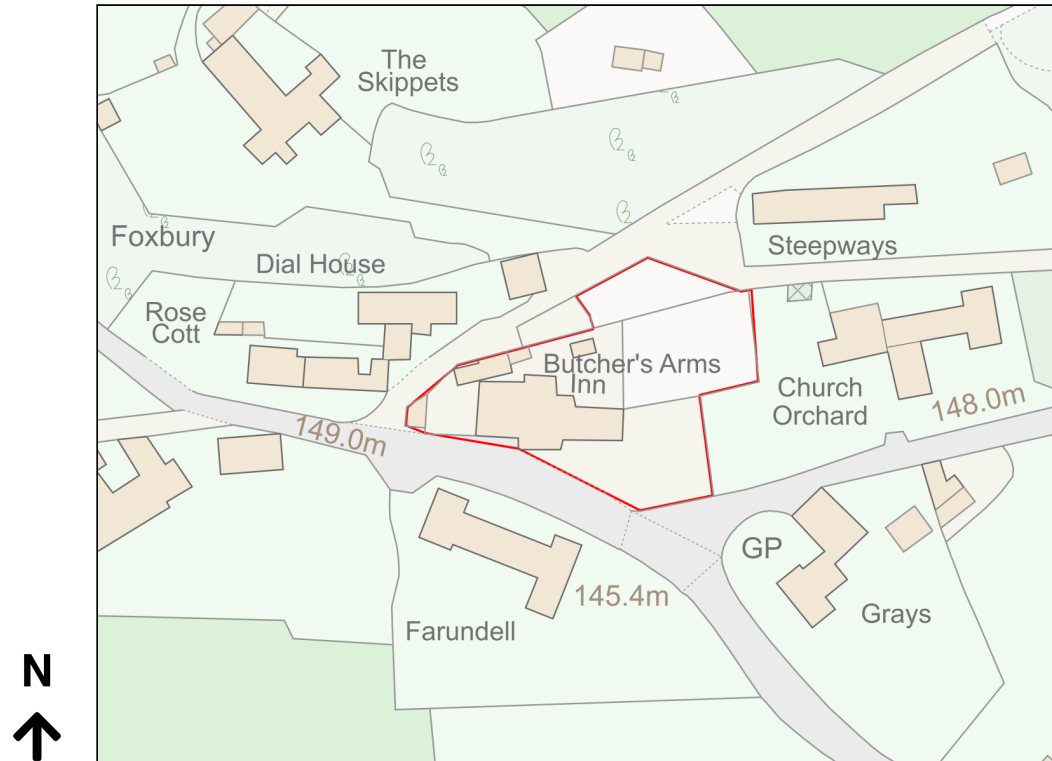 The
Skippets
Foxbury
Dial House
Steepways
Rose
Cott
Butcher's Arms
Inn
Church
Orchard
148.0m
149.0m
GP
145.4m
Grays
Farundell
N